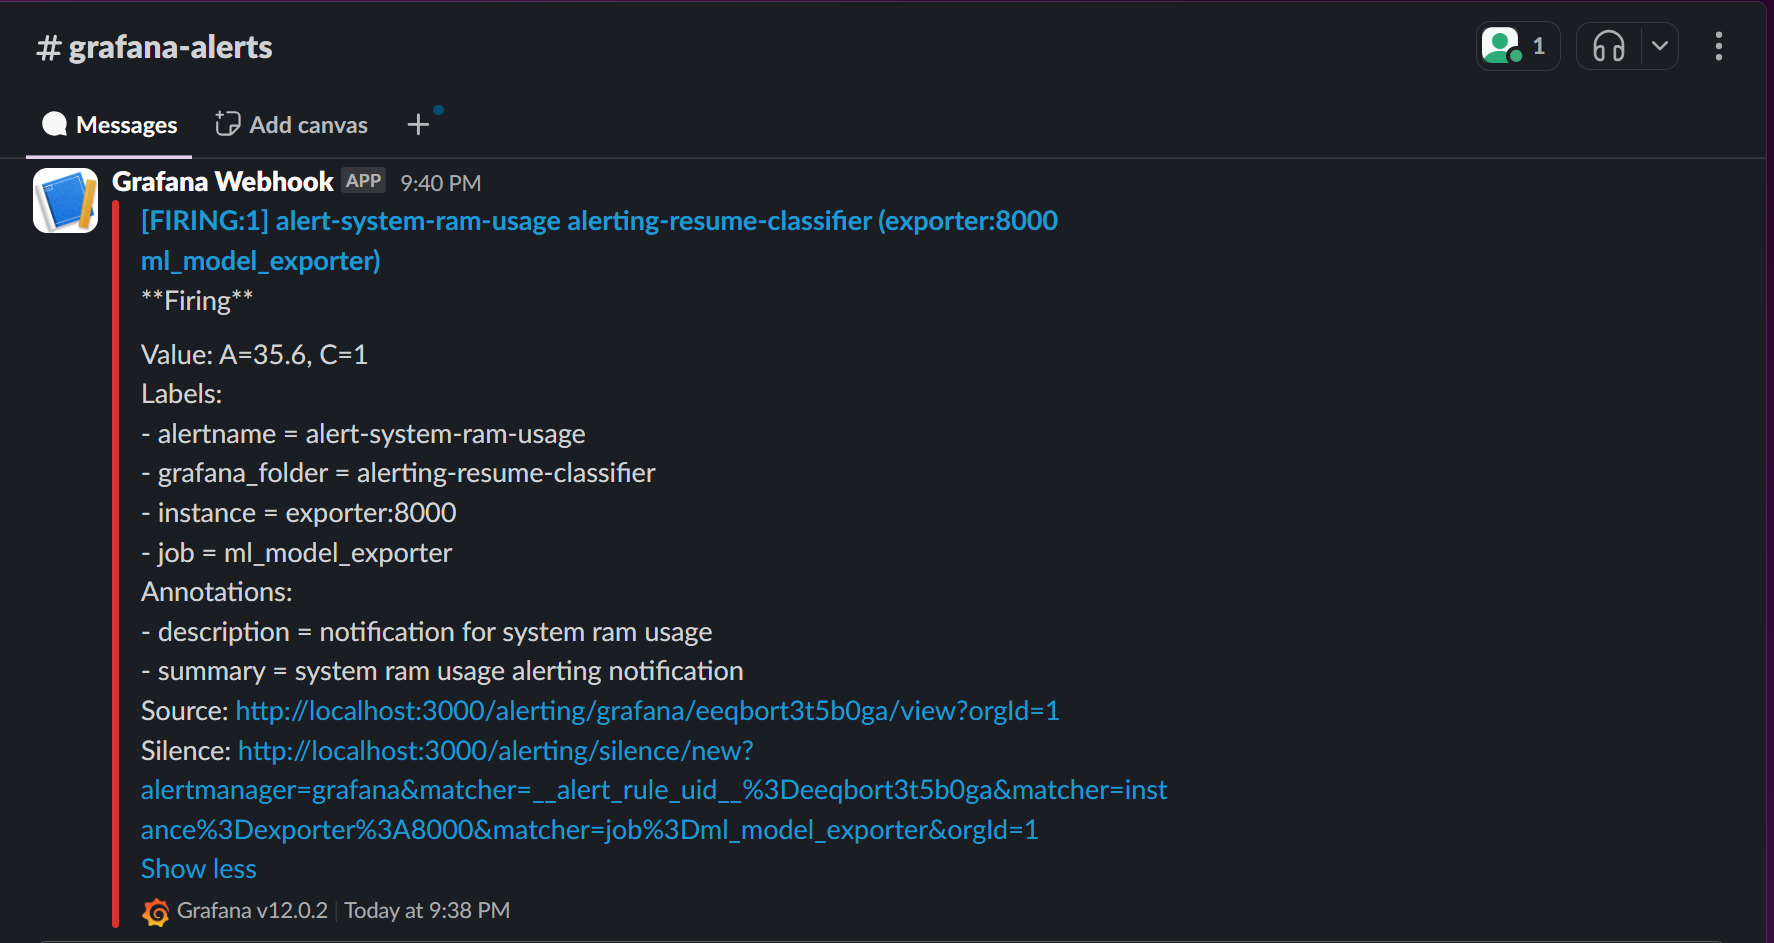 # grafana-alerts
1
Messages
Add canvas
+
Grafana Webhook APP 9:40 PM
[FIRING:1] alert-system-ram-usage alerting-resume-classifier (exporter:8000
ml_model_exporter)
**Firing**
Value: A=35.6, C=1
Labels:
- alertname = alert-system-ram-usage
- grafana_folder = alerting-resume-classifier
- instance = exporter:8000
- job = ml_model_exporter
Annotations:
- description = notification for system ram usage
- summary = system ram usage alerting notification
Source: http://localhost:3000/alerting/grafana/eeqbort3t5b0ga/view?orgId=1
Silence: http://localhost:3000/alerting/silence/new?
alertmanager=grafana&matcher=__alert_rule_uid__%3Deeqbort3t5b0ga&matcher=inst
ance%3Dexporter%3A8000&matcher=job%3Dml_model_exporter&orgId=1
Show less
Grafana v12.0.2 | Today at 9:38 PM